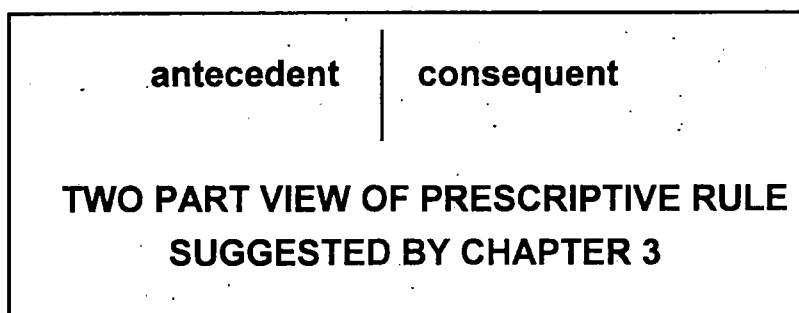 antecedent | consequent
TWO PART VIEW OF PRESCRIPTIVE RULE
SUGGESTED BY CHAPTER 3